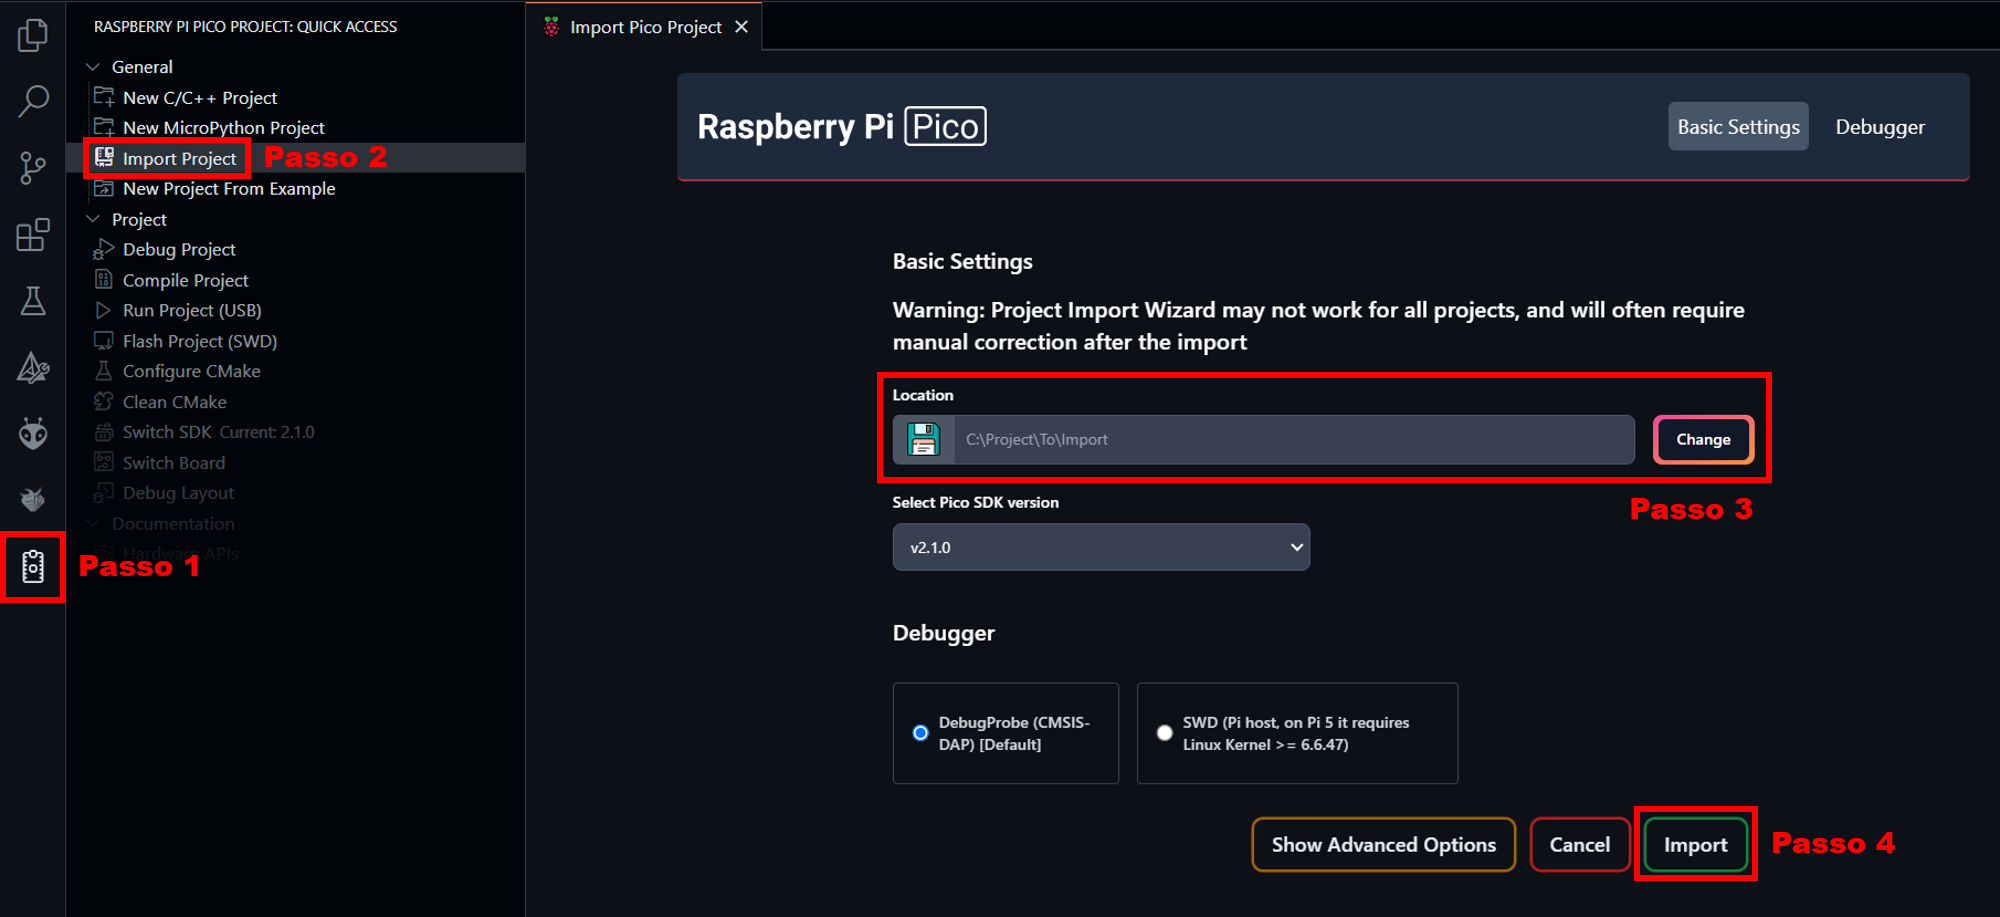 RASPBERRY PI PICO PROJECT: QUICK ACCESS
General
New C/C++ Project
New MicroPython Project
Import Project
Passo 2
New Project From Example
Project
Debug Project
Compile Project
Run Project (USB)
Flash Project (SWD)
Configure CMake
Clean CMake
Switch SDK Current: 2.1.0
Switch Board
Debug Layout
Documentation
Hardware APIs
Passo 1
Import Pico Project
Raspberry Pi Pico
Basic Settings
Debugger
Basic Settings
Warning: Project Import Wizard may not work for all projects, and will often require
manual correction after the import
Location
C:\Project\To\Import
Change
Passo 3
Select Pico SDK version
v2.1.0
Debugger
DebugProbe (CMSIS-
DAP) [Default]
SWD (Pi host, on Pi 5 it requires
Linux Kernel >= 6.6.47)
Show Advanced Options
Cancel
Import
Passo 4